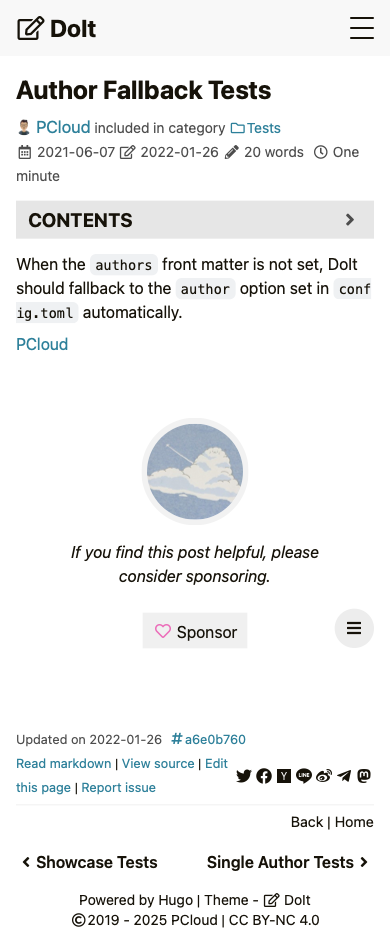 DoIt
Author Fallback Tests
PCloud included in category Tests
2021-06-07 2022-01-26 20 words One
minute
CONTENTS
When the authors front matter is not set, DoIt
should fallback to the author option set in conf
ig.toml automatically.
PCloud
If you find this post helpful, please
consider sponsoring.
Sponsor
Updated on 2022-01-26 #a6e0b760
Read markdown | View source | Edit
this page | Report issue
Back | Home
Showcase Tests Single Author Tests
Powered by Hugo | Theme - DoIt
©2019 - 2025 PCloud | CC BY-NC 4.0